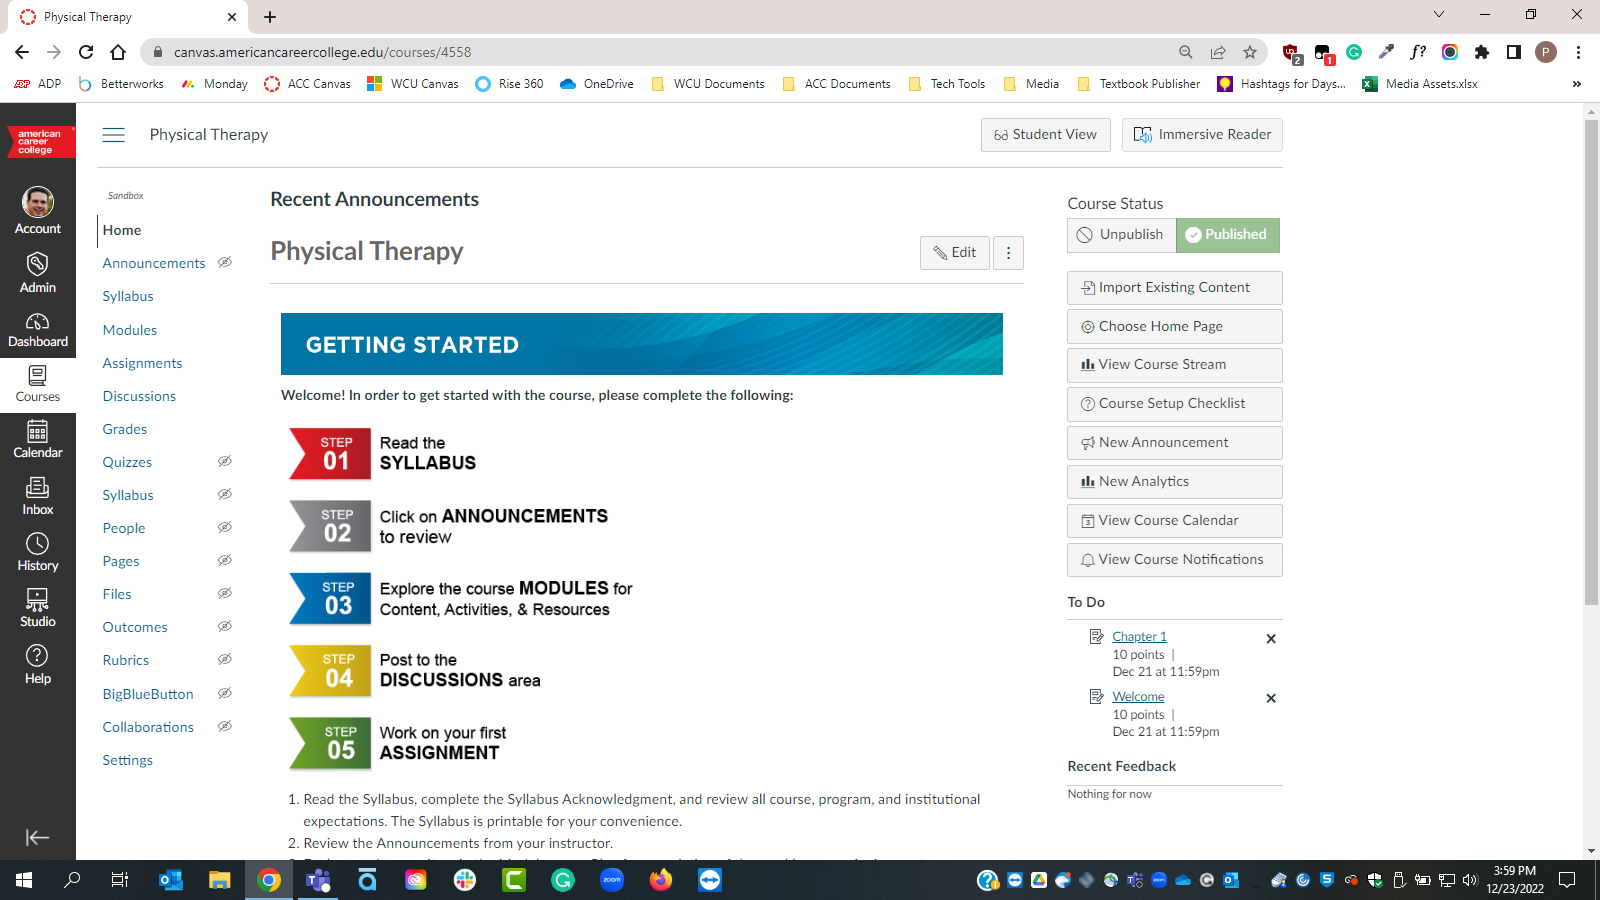 Physical Therapy
canvas.americancareercollege.edu/courses/4558
2
1
f?
P
ADP
Betterworks
Monday
ACC Canvas
WCU Canvas
Rise 360
OneDrive
WCU Documents
ACC Documents
Tech Tools
Media
Textbook Publisher
Hashtags for Days...
Media Assets.xlsx
american
career
college
Account
Admin
Dashboard
Courses
Calendar
Inbox
History
Studio
Help
Physical Therapy
Student View
Immersive Reader
Sandbox
Home
Announcements
Syllabus
Modules
Assignments
Discussions
Grades
Quizzes
Syllabus
People
Pages
Files
Outcomes
Rubrics
BigBlueButton
Collaborations
Settings
Recent Announcements
Physical Therapy
Edit
GETTING STARTED
Welcome! In order to get started with the course, please complete the following:
STEP
01
Read the
SYLLABUS
STEP
02
Click on ANNOUNCEMENTS
to review
STEP
03
Explore the course MODULES for
Content, Activities, & Resources
STEP
04
Post to the
DISCUSSIONS area
STEP
05
Work on your first
ASSIGNMENT
1. Read the Syllabus, complete the Syllabus Acknowledgment, and review all course, program, and institutional
expectations. The Syllabus is printable for your convenience.
2. Review the Announcements from your instructor.
Course Status
Unpublish
Published
Import Existing Content
Choose Home Page
View Course Stream
Course Setup Checklist
New Announcement
New Analytics
View Course Calendar
View Course Notifications
To Do
Chapter 1
10 points |
Dec 21 at 11:59pm
Welcome
10 points |
Dec 21 at 11:59pm
Recent Feedback
Nothing for now
zoom
3:59 PM
12/23/2022